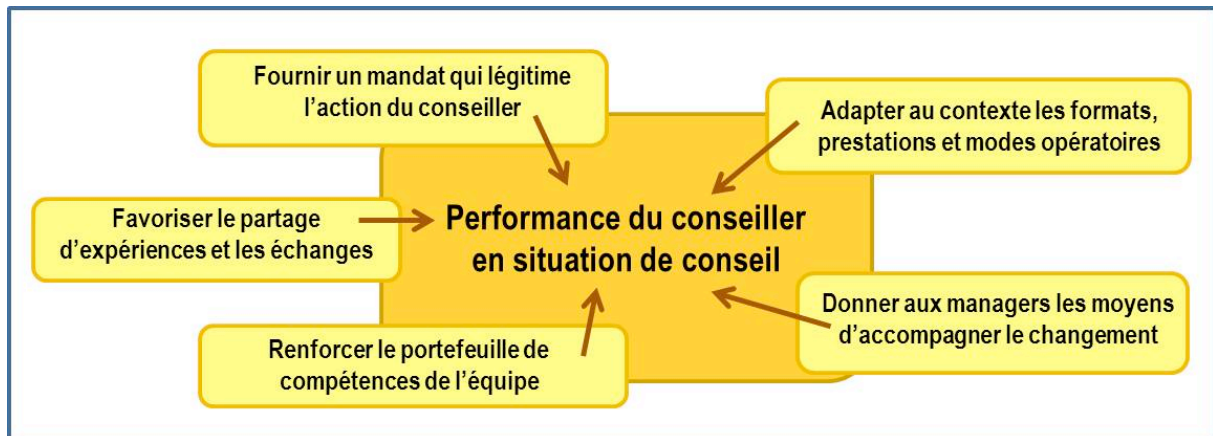 Fournir un mandat qui légitime
l’action du conseiller
Adapter au contexte les formats,
prestations et modes opératoires
Favoriser le partage
d’expériences et les échanges
Performance du conseiller
en situation de conseil
Donner aux managers les moyens
d’accompagner le changement
Renforcer le portefeuille de
compétences de l’équipe